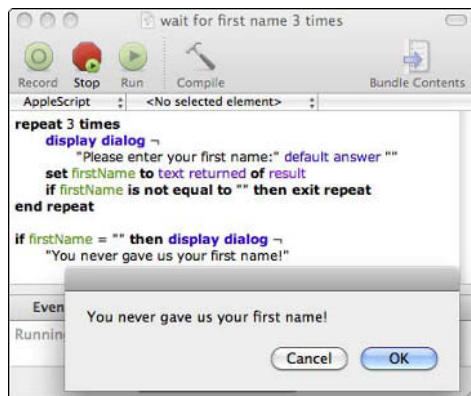 wait for first name 3 times
Record Stop Run Compile Bundle Contents
AppleScript <No selected element>
repeat 3 times
display dialog ¬
"Please enter your first name:" default answer ""
set firstName to text returned of result
if firstName is not equal to "" then exit repeat
end repeat
if firstName = "" then display dialog ¬
"You never gave us your first name!"
You never gave us your first name!
Cancel OK